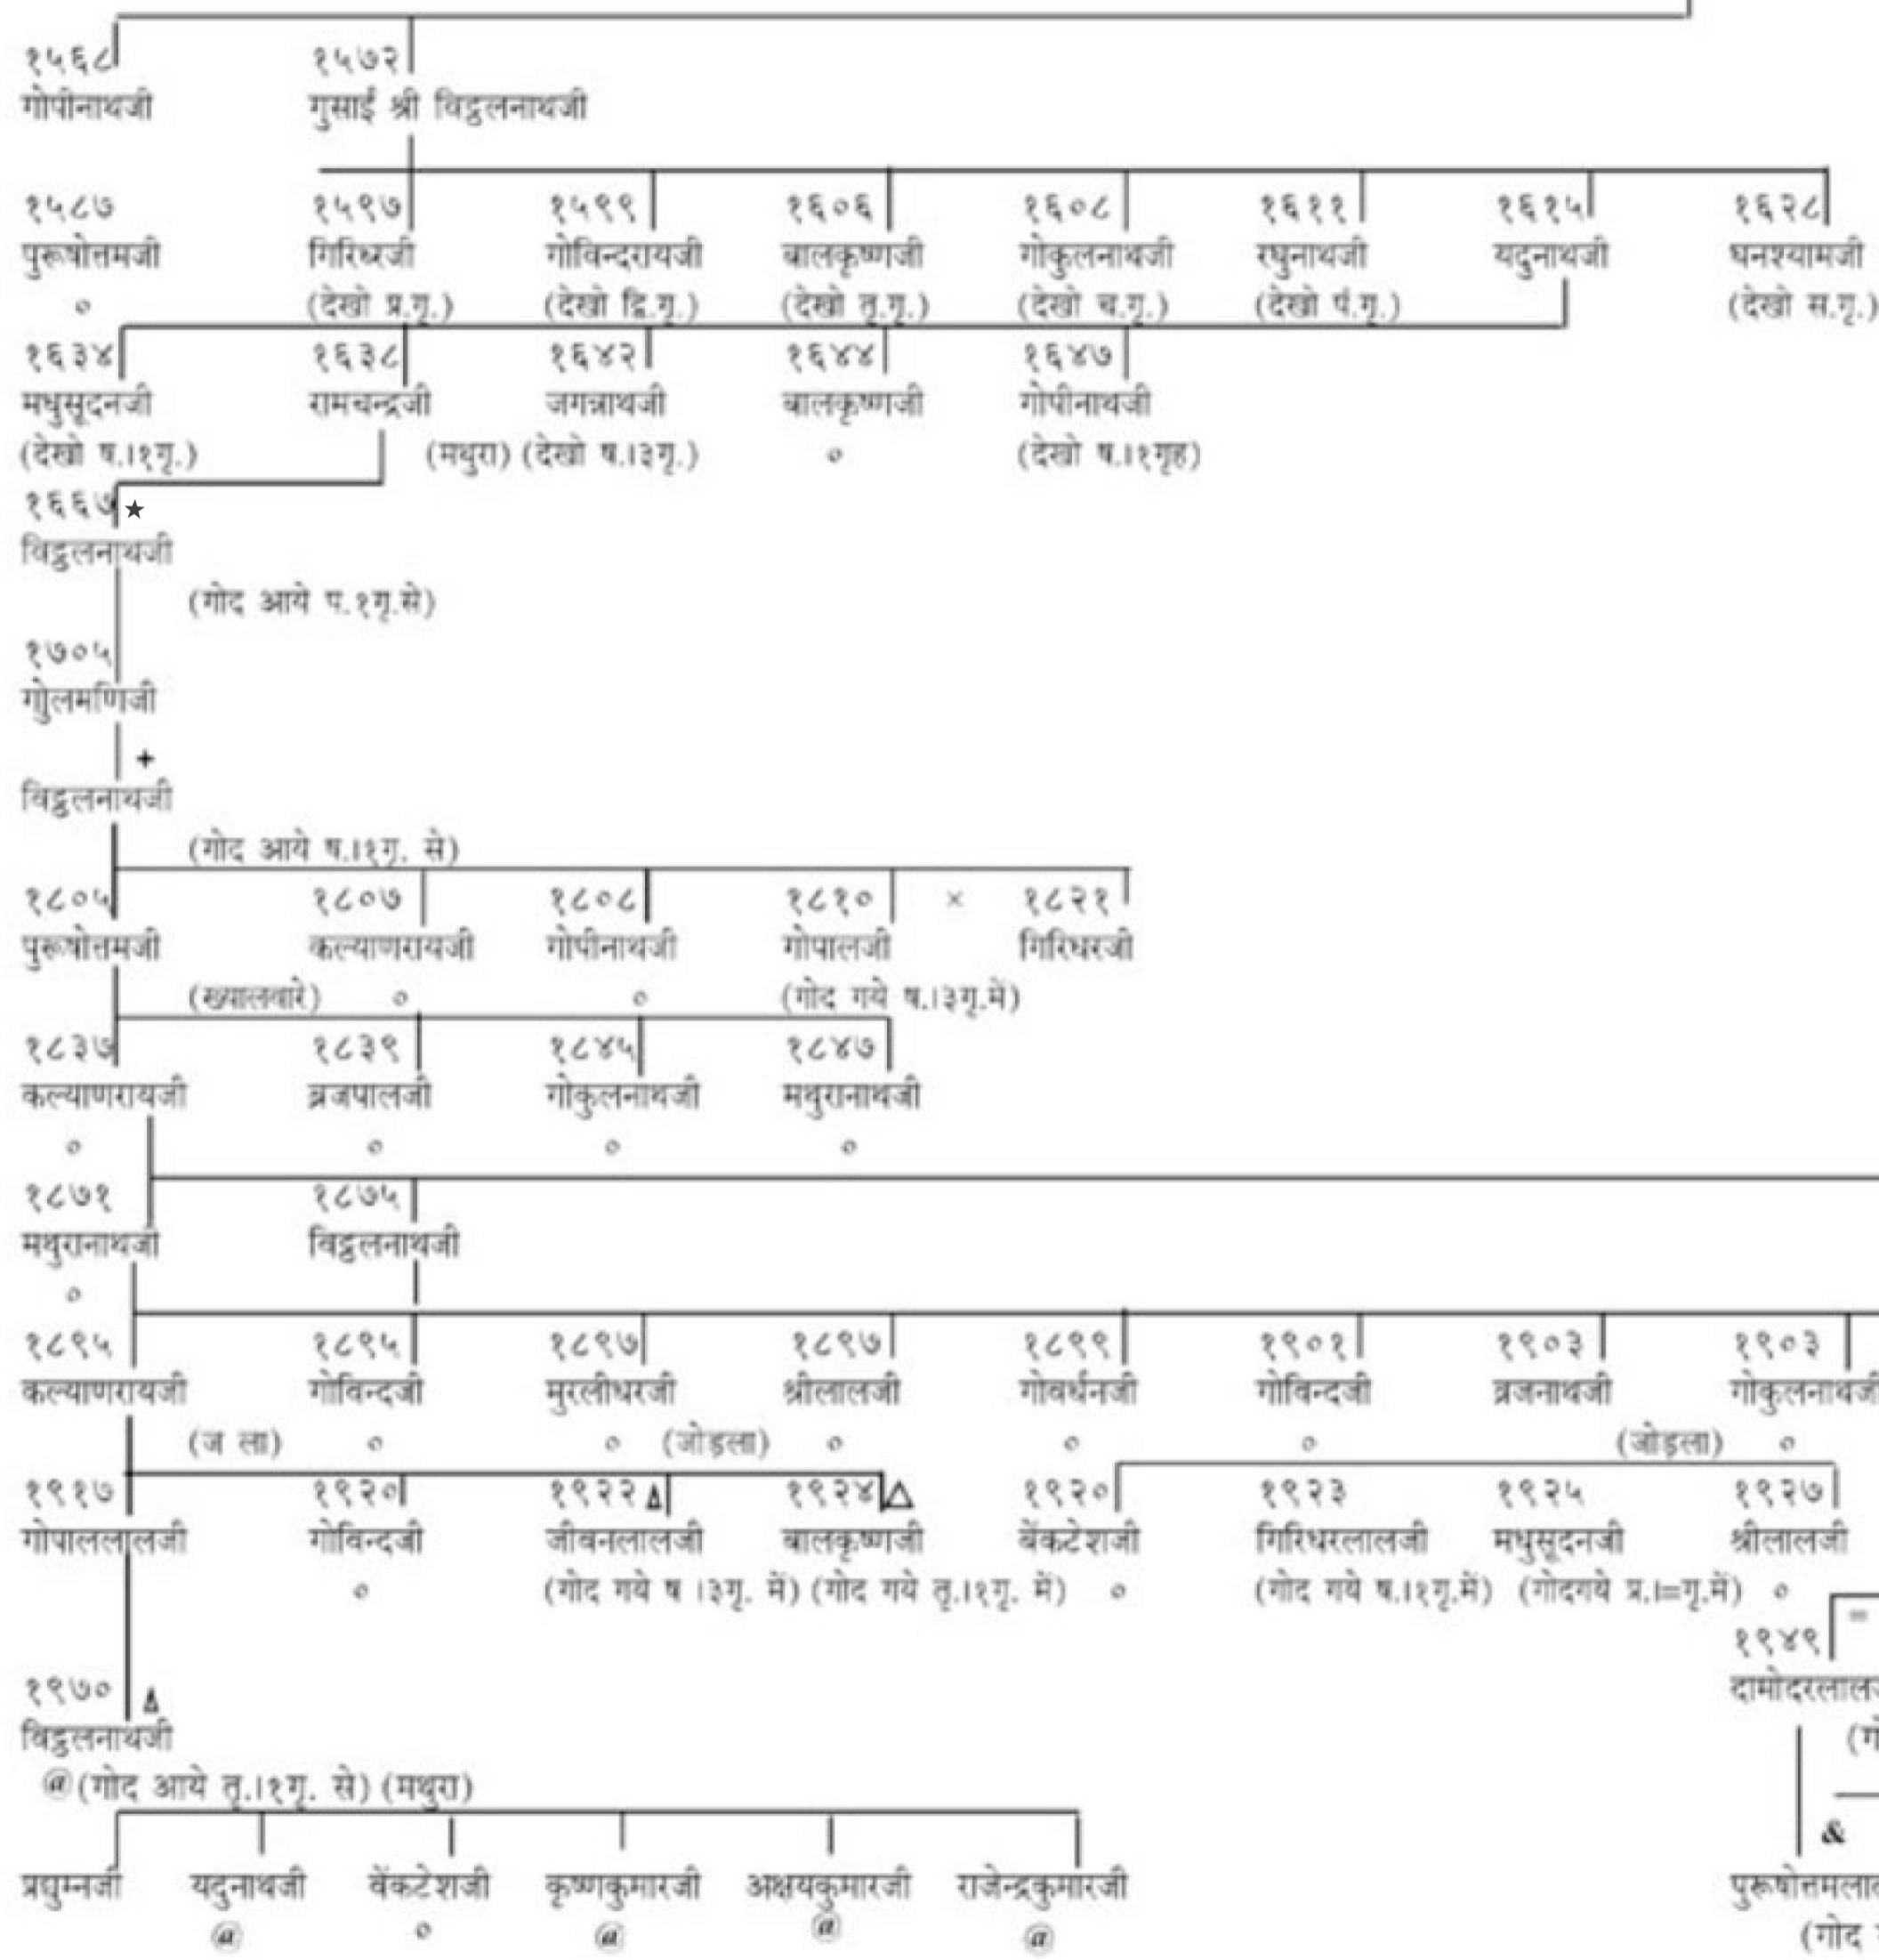 १५६८ १५७२
गोपीनाथजी गुसाईं श्री विट्ठलनाथजी
१५८७ १५९७ १५९९ १६०६ १६०८ १६११ १६१५ १६२८
पुरूषोत्तमजी गिरिध्रजी गोविन्दरायजी बालकृष्णजी गोकुलनाथजी रघुनाथजी यदुनाथजी घनश्यामजी
० (देखो प्र.गृ.) (देखो द्वि.गृ.) (देखो तृ.गृ.) (देखो च.गृ.) (देखो पं.गृ.) (देखो स.गृ.)
१६३४ १६३८ १६४२ १६४४ १६४७
मधुसूदनजी रामचन्द्रजी जगन्नाथजी बालकृष्णजी गोपीनाथजी
(देखो ष.।१गृ.) (मथुरा) (देखो ष.।३गृ.) ० (देखो ष.।१गृह)
१६६७ ★
विट्ठलनाथजी
(गोद आये प.१गृ.से)
१७०५
गोुलमणिजी
+
विट्ठलनाथजी
(गोद आये ष.।१गृ. से)
१८०५ १८०७ १८०८ १८१० × १८२१
पुरूषोत्तमजी कल्याणरायजी गोपीनाथजी गोपालजी गिरिधरजी
(ख्यालवारे) ० ० (गोद गये ष.।३गृ.में)
१८३७ १८३९ १८४५ १८४७
कल्याणरायजी व्रजपालजी गोकुलनाथजी मथुरानाथजी
० ० ० ०
१८७१ १८७५
मथुरानाथजी विट्ठलनाथजी
०
१८९५ १८९५ १८९७ १८९७ १८९९ १९०१ १९०३ १९०३
कल्याणरायजी गोविन्दजी मुरलीधरजी श्रीलालजी गोवर्धनजी गोविन्दजी व्रजनाथजी गोकुलनाथजी
(ज ला) ० ० (जोड़ला) ० ० ० (जोड़ला) ०
१९१७ १९२० १९२२ Δ १९२४ △ १९२० १९२३ १९२५ १९२७
गोपाललालजी गोविन्दजी जीवनलालजी बालकृष्णजी बेंकटेशजी गिरिधरलालजी मधुसूदनजी श्रीलालजी
० (गोद गये ष ।३गृ. में) (गोद गये तृ.।१गृ. में) ० (गोद गये ष.।१गृ.में) (गोदगये प्र.।=गृ.में) ०
=
१९४९
१९७० Δ दामोदरलाल
विट्ठलनाथजी
@ (गोद आये तृ.।१गृ. से) (मथुरा)
&
प्रद्युम्नजी यदुनाथजी वेंकटेशजी कृष्णकुमारजी अक्षयकुमारजी राजेन्द्रकुमारजी पुरूषोत्तमला
@ ० @ @ @ (गोद